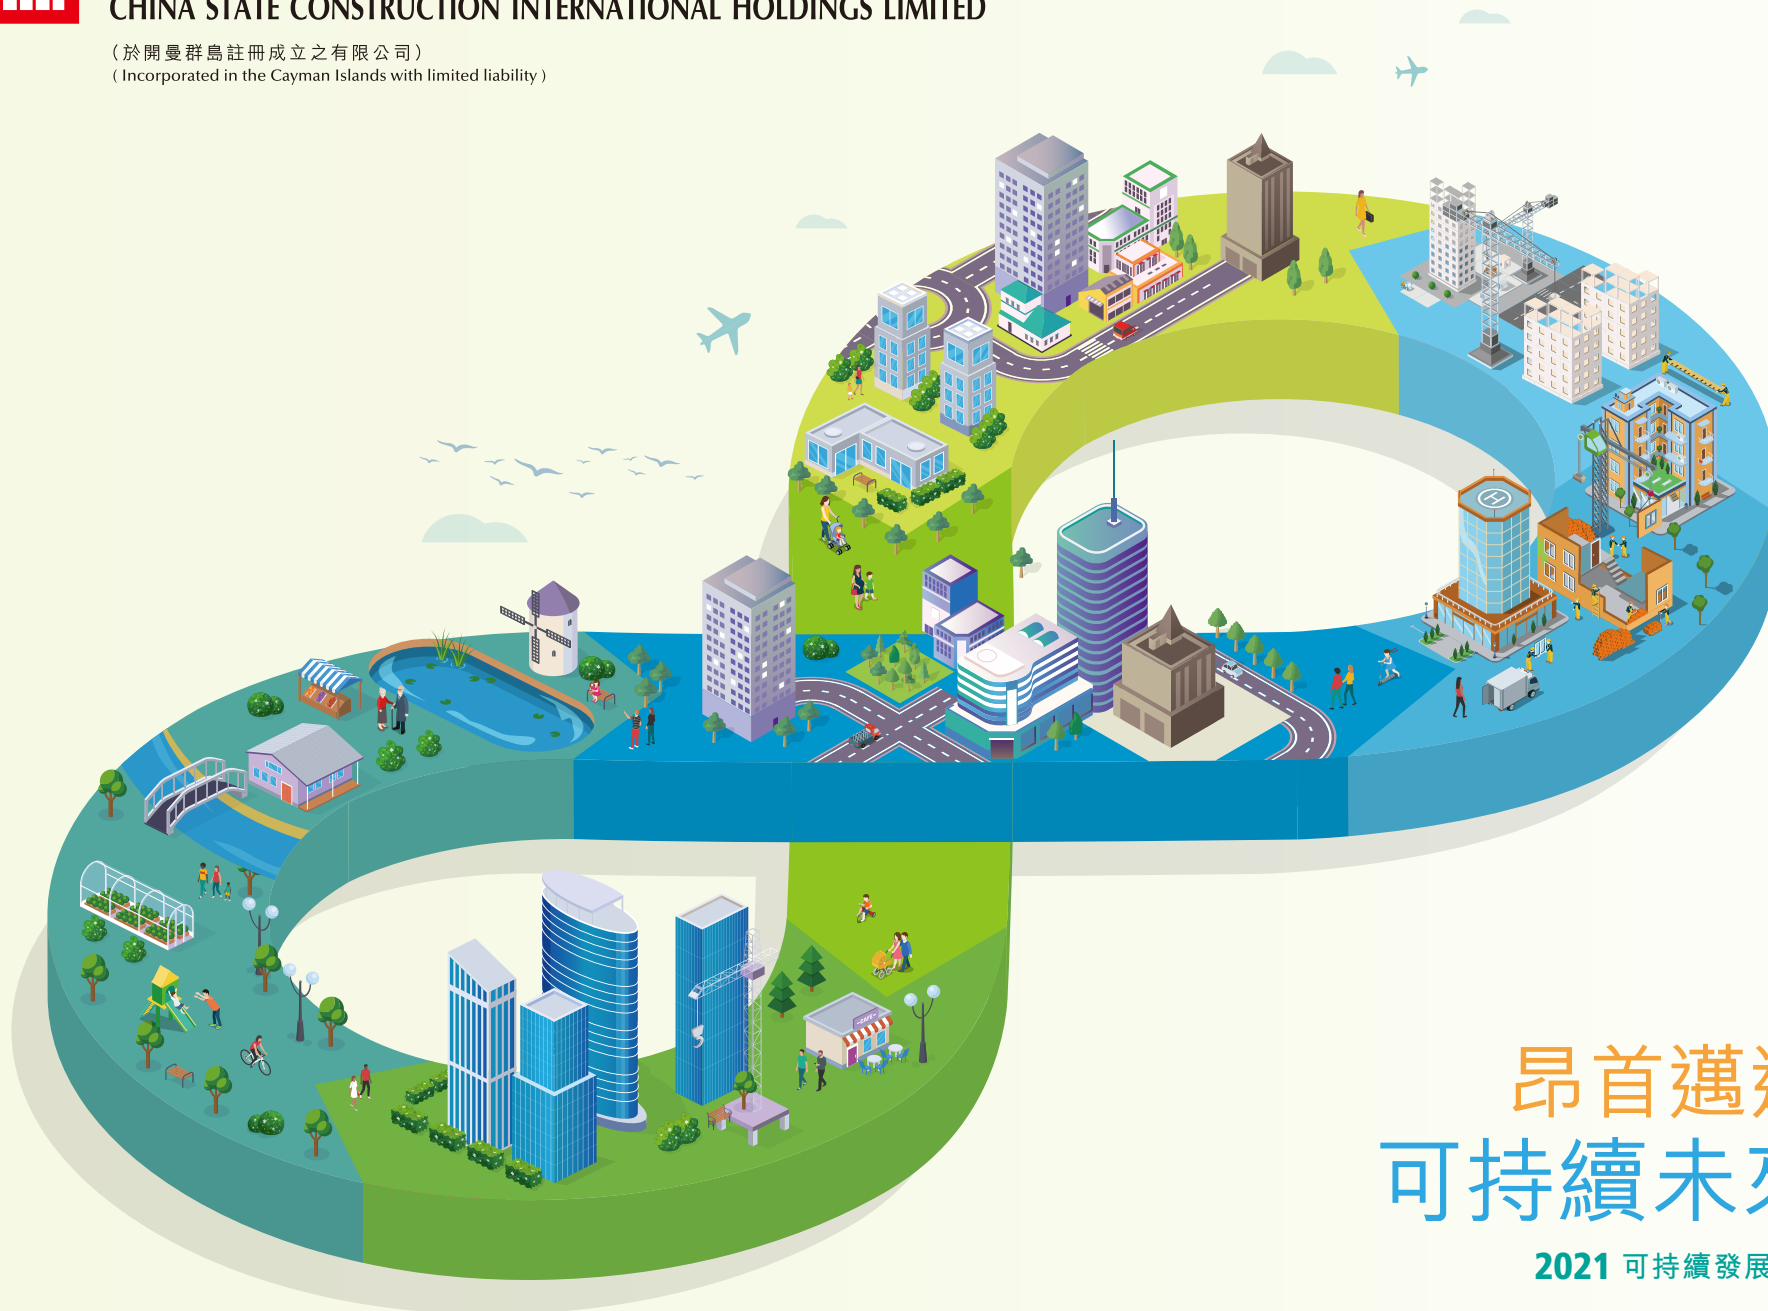 CHINA STATE CONSTRUCTION INTERNATIONAL HOLDINGS LIMITED
（於開曼群島註冊成立之有限公司）
( Incorporated in the Cayman Islands with limited liability )
H
CAFE
昂首邁
可持續未
2021 可持續發展